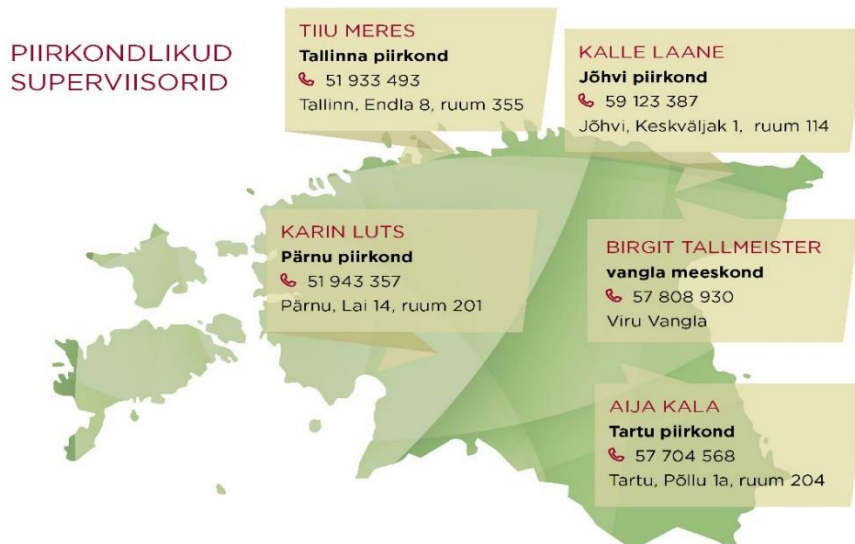 PIIRKONDLIKUD
SUPERVIISORID
TIIU MERES
Tallinna piirkond
51 933 493
Tallinn, Endla 8, ruum 355
KALLE LAANE
Jõhvi piirkond
59 123 387
Jõhvi, Keskväljak 1, ruum 114
KARIN LUTS
Pärnu piirkond
51 943 357
Pärnu, Lai 14, ruum 201
BIRGIT TALLMEISTER
vangla meeskond
57 808 930
Viru Vangla
AIJA KALA
Tartu piirkond
57 704 568
Tartu, Põllu 1a, ruum 204